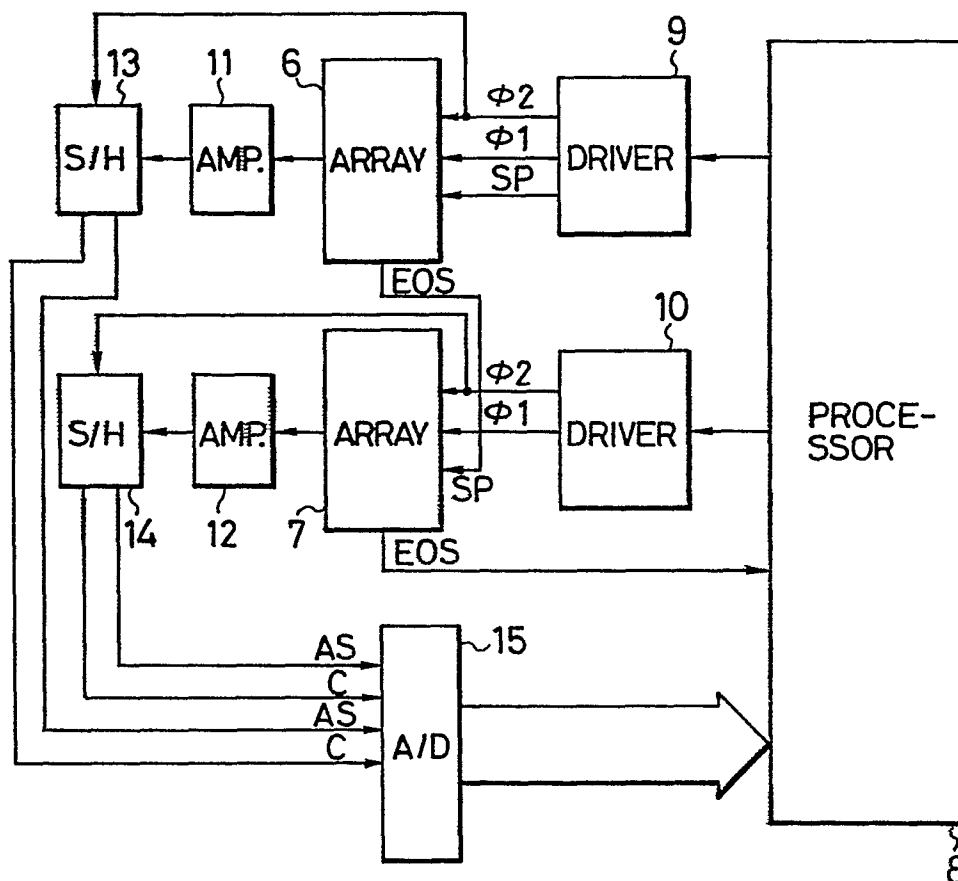 13
11
6
9
S/H
AMP.
ARRAY
ϕ2
ϕ1
SP
DRIVER
EOS
10
S/H
AMP.
ARRAY
ϕ2
ϕ1
SP
DRIVER
PROCE-
SSOR
14
12
7
EOS
15
AS
C
AS
C
A/D
8